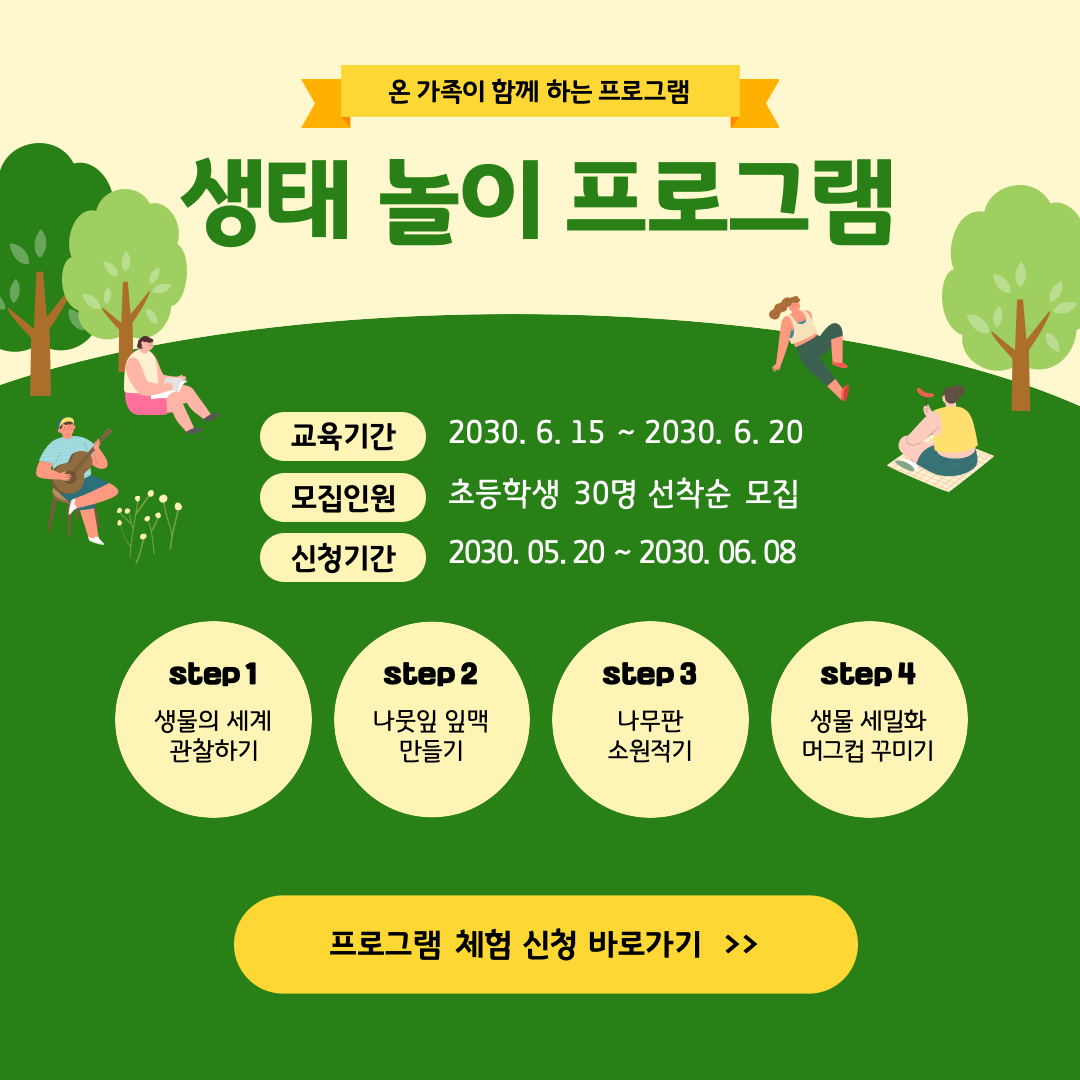 온 가족이 함께 하는 프로그램
생태 놀이 프로그램
교육기간 2030. 6. 15 ~ 2030. 6. 20
모집인원 초등학생 30명 선착순 모집
신청기간 2030. 05. 20 ~ 2030. 06. 08
step 1
생물의 세계
관찰하기
step 2
나뭇잎 잎맥
만들기
step 3
나무판
소원적기
step 4
생물 세밀화
머그컵 꾸미기
프로그램 체험 신청 바로가기 >>